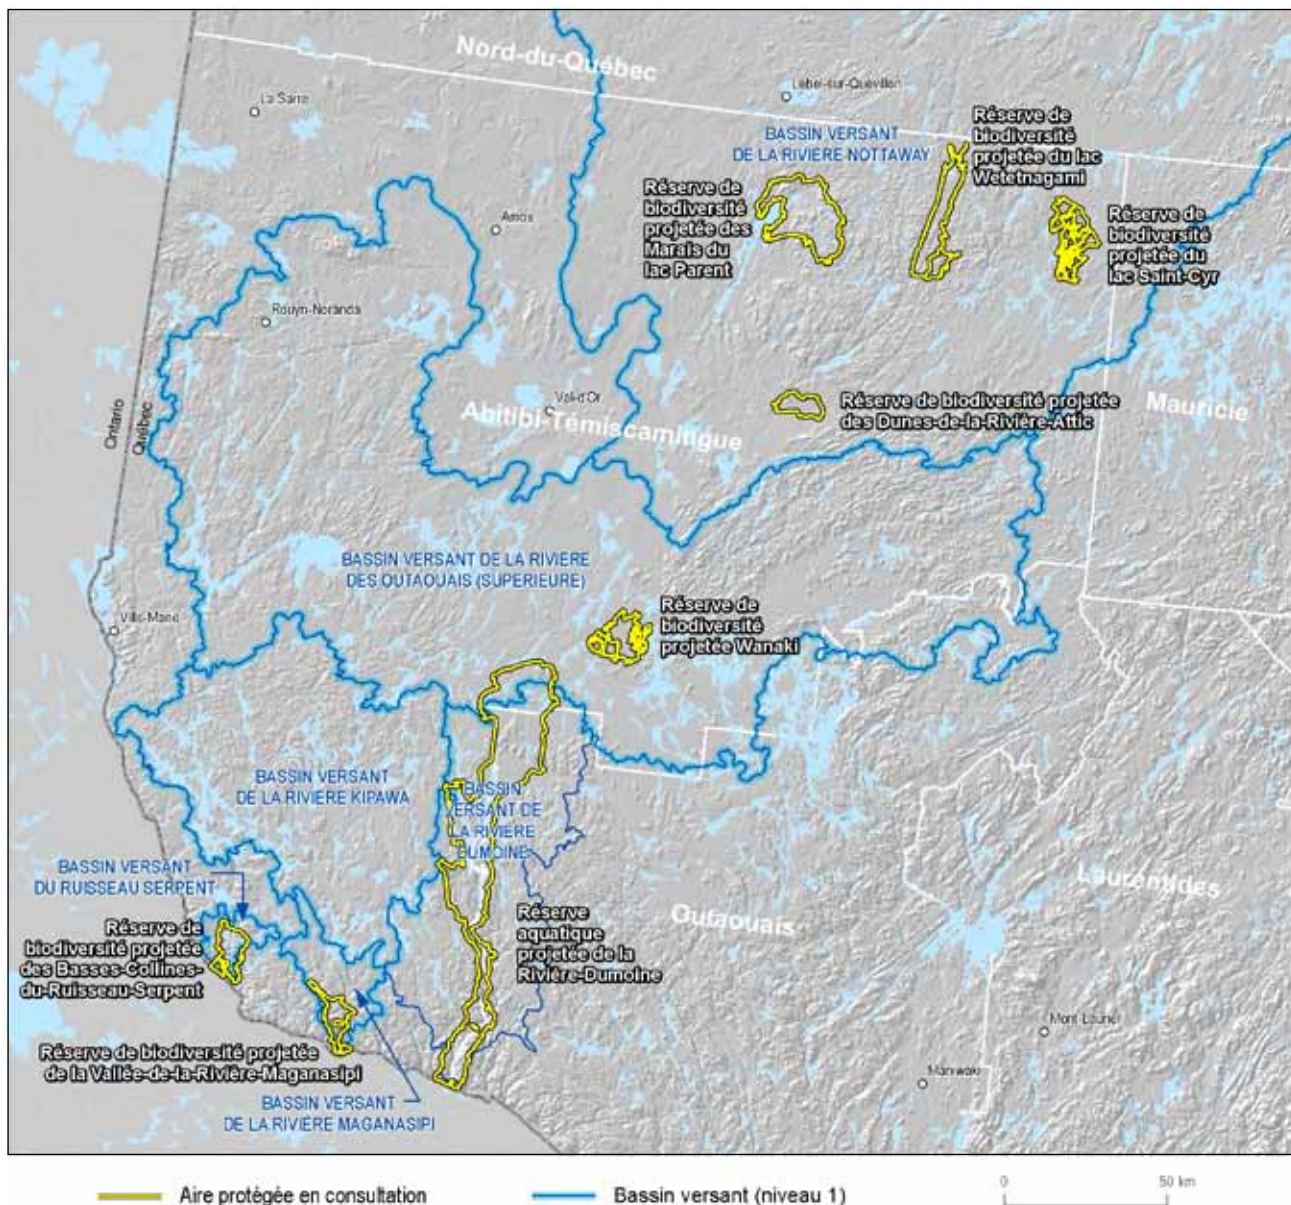 Nord-du-Québec
La Sarre
Lebel-sur-Quévillon
Réserve de
biodiversité
projetée du lac
Wetetnagami
BASSIN VERSANT
DE LA RIVIERE NOTTAWAY
Réserve de
biodiversité
projetée des
Marais du
lac Parent
Réserve de
biodiversité
projetée du
lac Saint-Cyr
Amos
Rouyn-Noranda
Val-d'Or
Abitibi-Témiscamingue
Réserve de biodiversité projetée
des Dunes-de-la-Rivière-Attic
Mauricie
Ontario
Québec
BASSIN VERSANT DE LA RIVIERE
DES OUTAOUAIS (SUPERIEURE)
Ville-Marie
Réserve de
biodiversité
projetée Wanaki
BASSIN VERSANT
DE LA RIVIERE KIPAWA
BASSIN
VERSANT DE
LA RIVIERE
DUMOINE
BASSIN VERSANT
DU RUISSEAU SERPENT
Réserve de
biodiversité projetée
des Basses-Collines-
du-Ruisseau-Serpent
Réserve
aquatique
projetée de la
Rivière-Dumoine
Outaouais
Laurentides
Réserve de biodiversité projetée
de la Vallée-de-la-Rivière-Maganasipi
BASSIN VERSANT
DE LA RIVIERE MAGANASIPI
Mont-Laurier
Maniwaki
Aire protégée en consultation
Bassin versant (niveau 1)
0 50 km